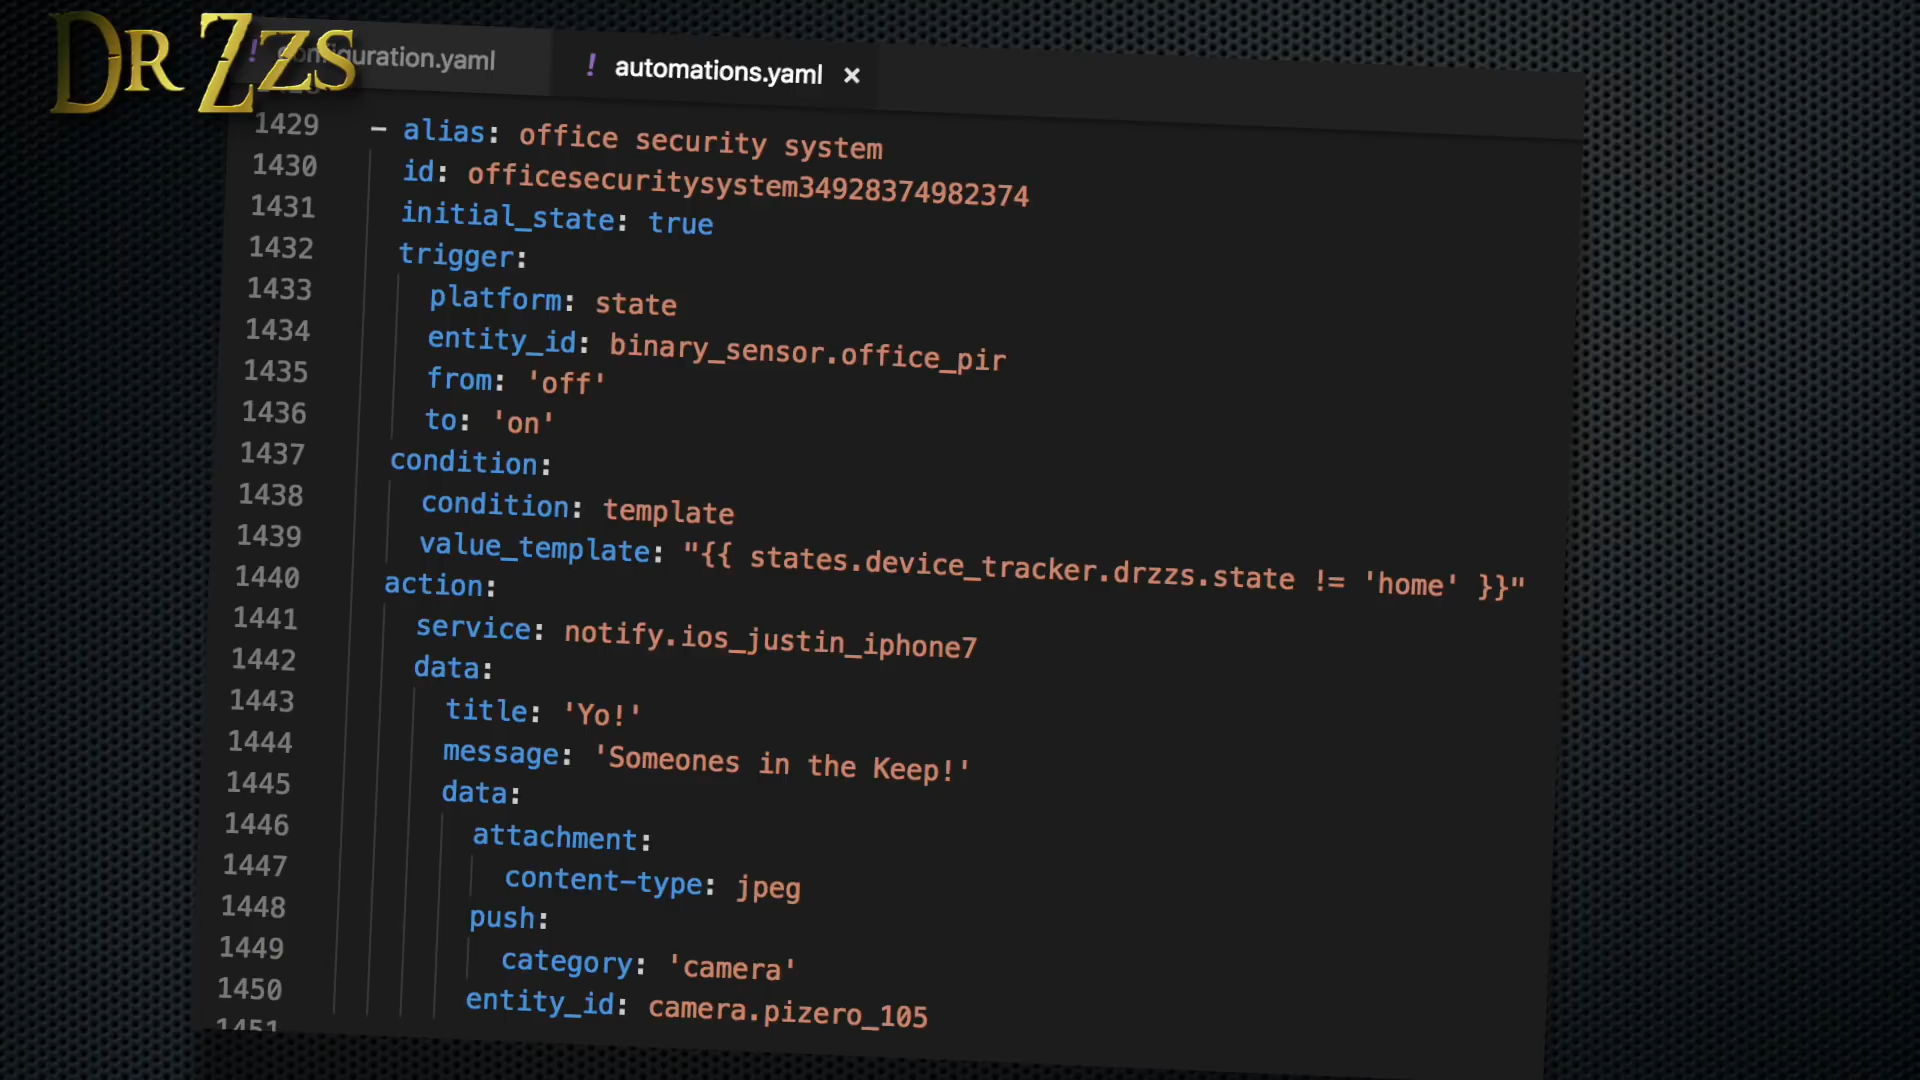 DR ZZS
configuration.yaml
! automations.yaml ×
1429 - alias: office security system
1430 id: officesecuritysystem34928374982374
1431 initial_state: true
1432 trigger:
1433 platform: state
1434 entity_id: binary_sensor.office_pir
1435 from: 'off'
1436 to: 'on'
1437 condition:
1438 condition: template
1439 value_template: "{{ states.device_tracker.drzzs.state != 'home' }}"
1440 action:
1441 service: notify.ios_justin_iphone7
1442 data:
1443 title: 'Yo!'
1444 message: 'Someones in the Keep!'
1445 data:
1446 attachment:
1447 content-type: jpeg
1448 push:
1449 category: 'camera'
1450 entity_id: camera.pizero_105
1451